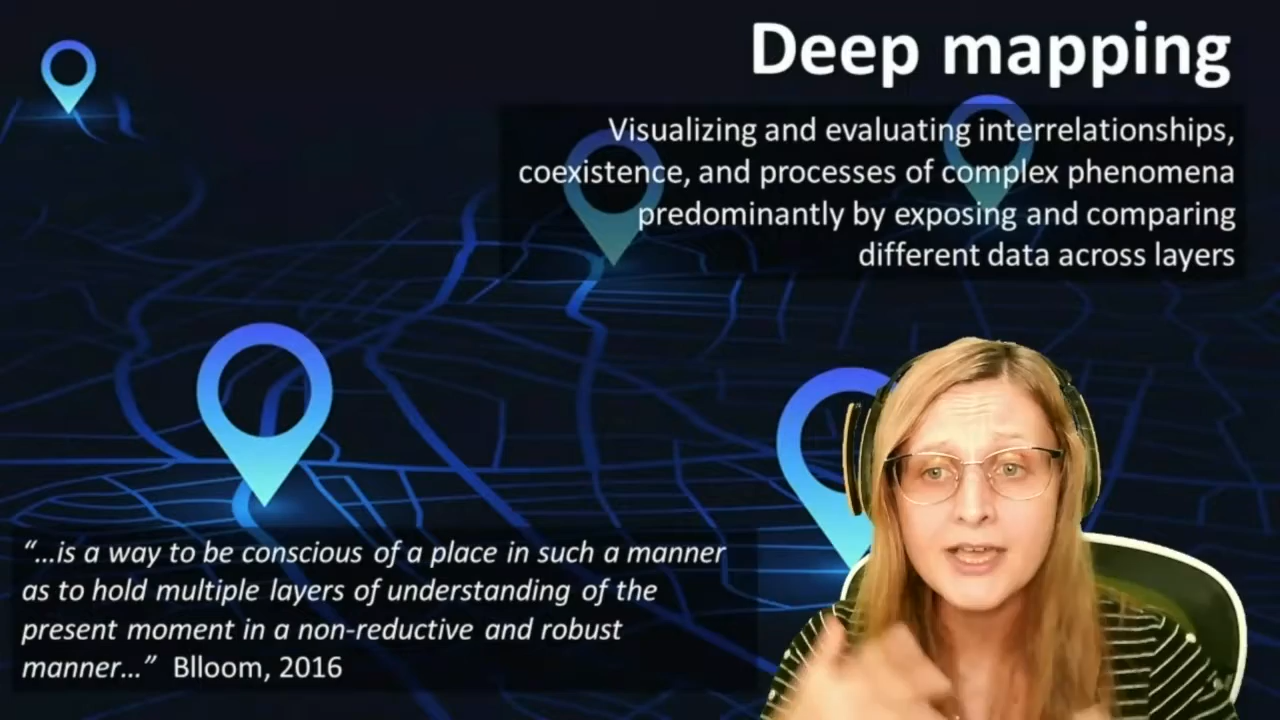 Deep mapping
Visualizing and evaluating interrelationships,
coexistence, and processes of complex phenomena
predominantly by exposing and comparing
different data across layers
“...is a way to be conscious of a place in such a manner
as to hold multiple layers of understanding of the
present moment in a non-reductive and robust
manner...” Blloom, 2016